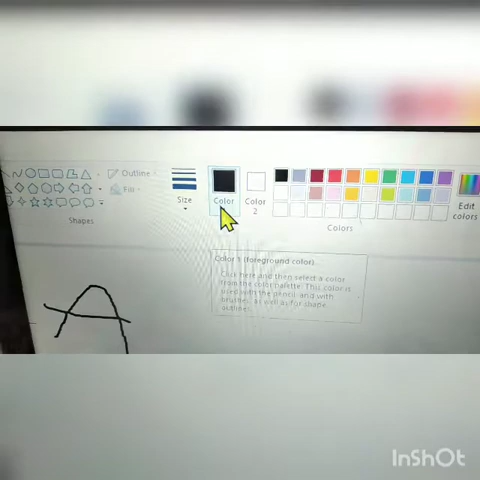 Outline
Fill
Shapes
Size
Color
Color
2
Colors
Edit
colors
Color 1 (foreground color)
Click here and then select a color
from the color palette. This color is
used with the pencil and with
brushes, as well as for shape
outlines.
A
InShOt